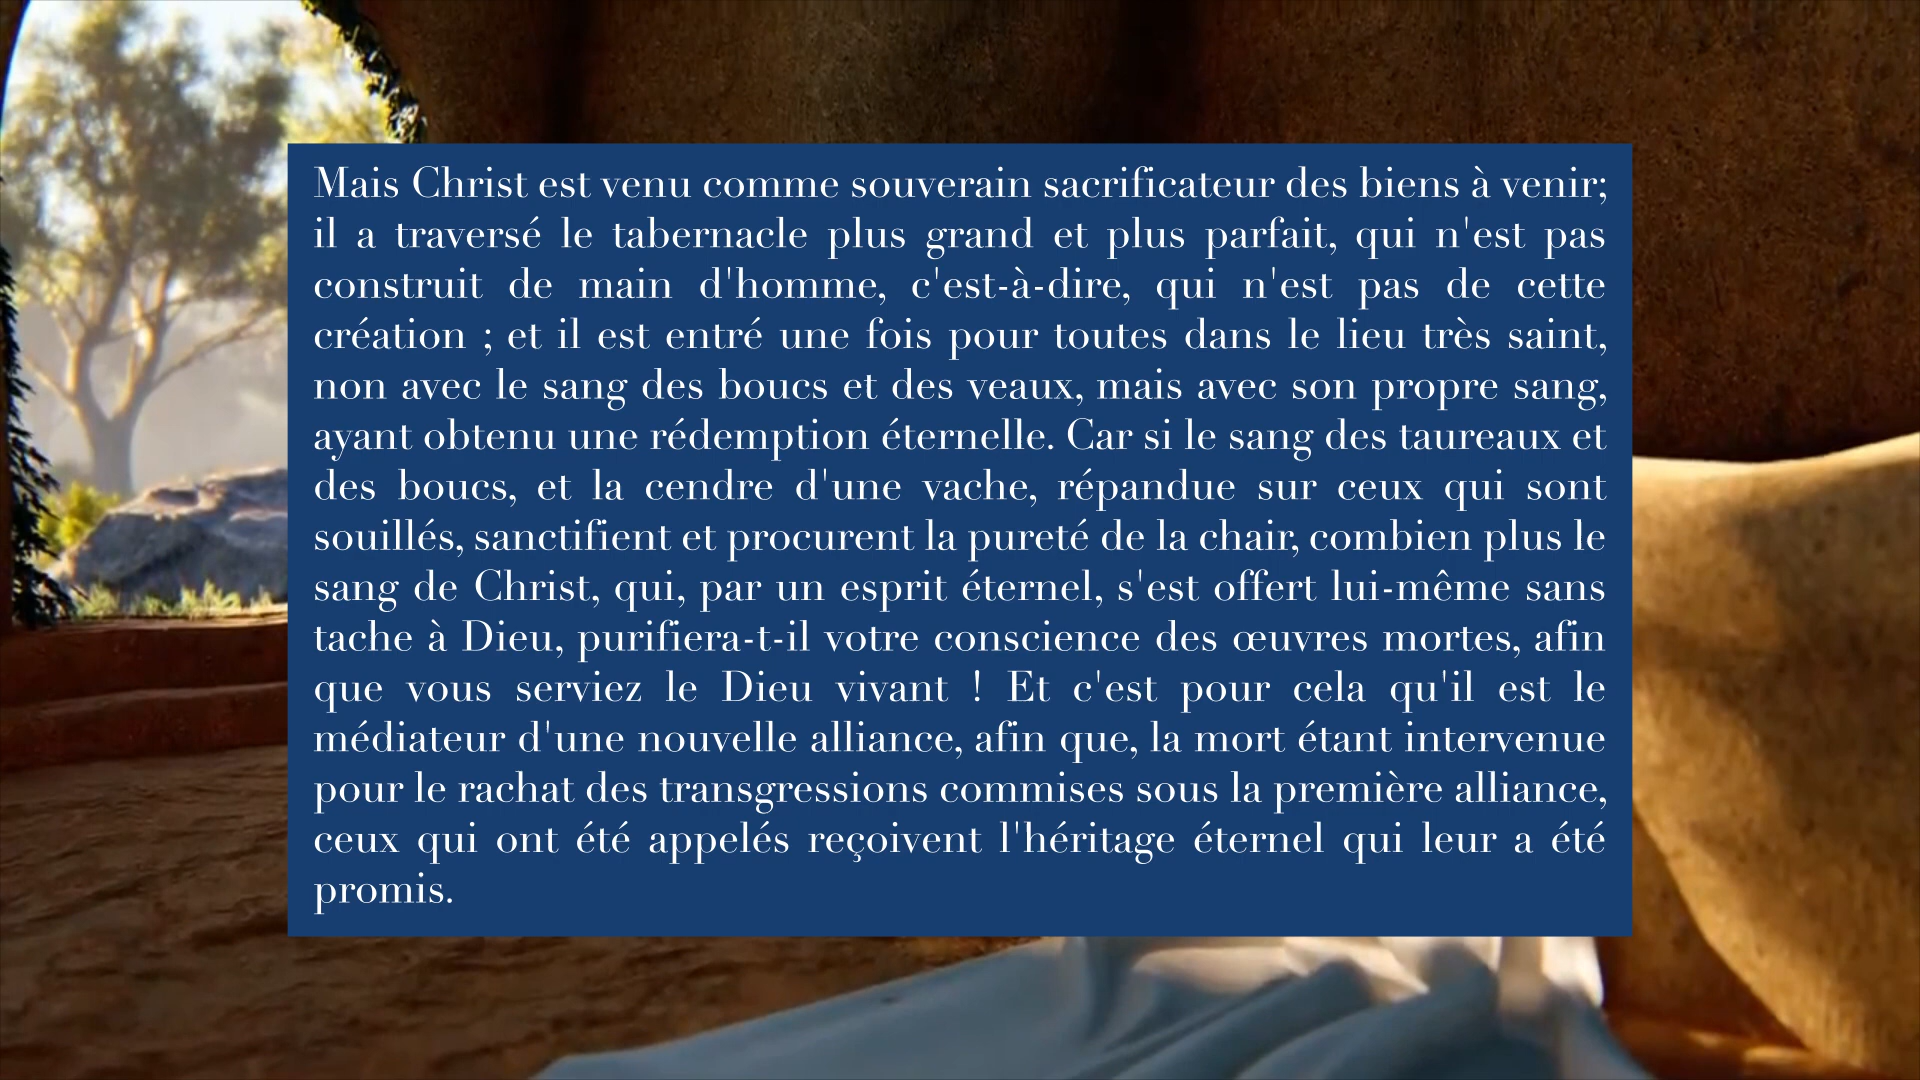 Mais Christ est venu comme souverain sacrificateur des biens à venir;
il a traversé le tabernacle plus grand et plus parfait, qui n'est pas
construit de main d'homme, c'est-à-dire, qui n'est pas de cette
création ; et il est entré une fois pour toutes dans le lieu très saint,
non avec le sang des boucs et des veaux, mais avec son propre sang,
ayant obtenu une rédemption éternelle. Car si le sang des taureaux et
des boucs, et la cendre d'une vache, répandue sur ceux qui sont
souillés, sanctifient et procurent la pureté de la chair, combien plus le
sang de Christ, qui, par un esprit éternel, s'est offert lui-même sans
tache à Dieu, purifiera-t-il votre conscience des œuvres mortes, afin
que vous serviez le Dieu vivant ! Et c'est pour cela qu'il est le
médiateur d'une nouvelle alliance, afin que, la mort étant intervenue
pour le rachat des transgressions commises sous la première alliance,
ceux qui ont été appelés reçoivent l'héritage éternel qui leur a été
promis.